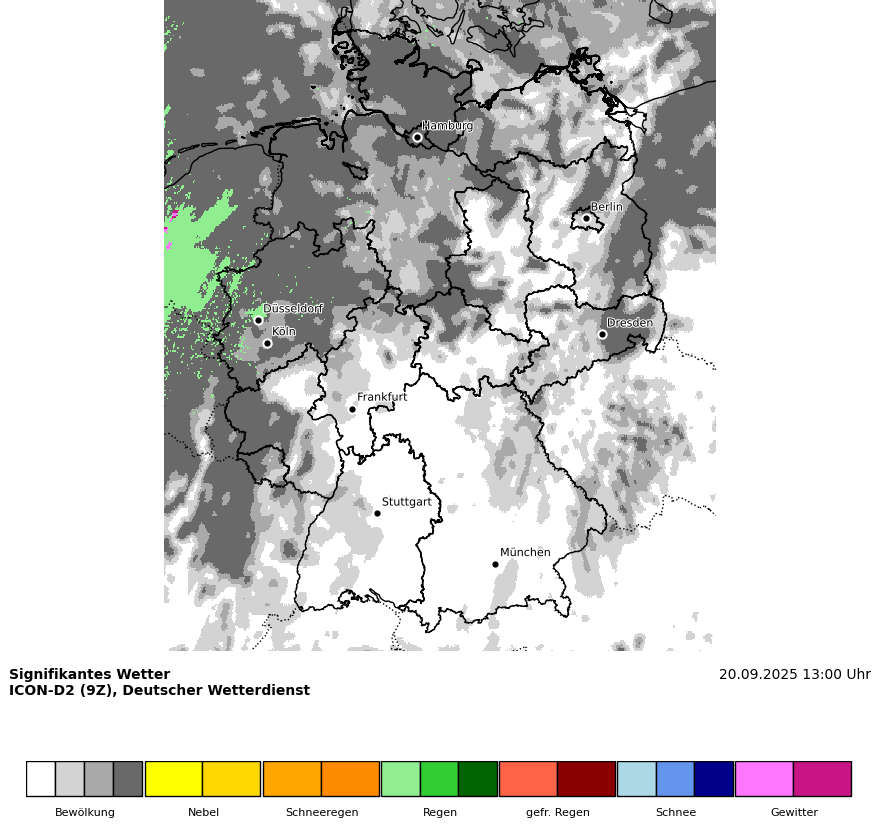 Hamburg
Berlin
Düsseldorf
Köln
Dresden
Frankfurt
Stuttgart
München
Signifikantes Wetter
20.09.2025 13:00 Uhr
ICON-D2 (9Z), Deutscher Wetterdienst
Bewölkung Nebel Schneeregen Regen gefr. Regen Schnee Gewitter